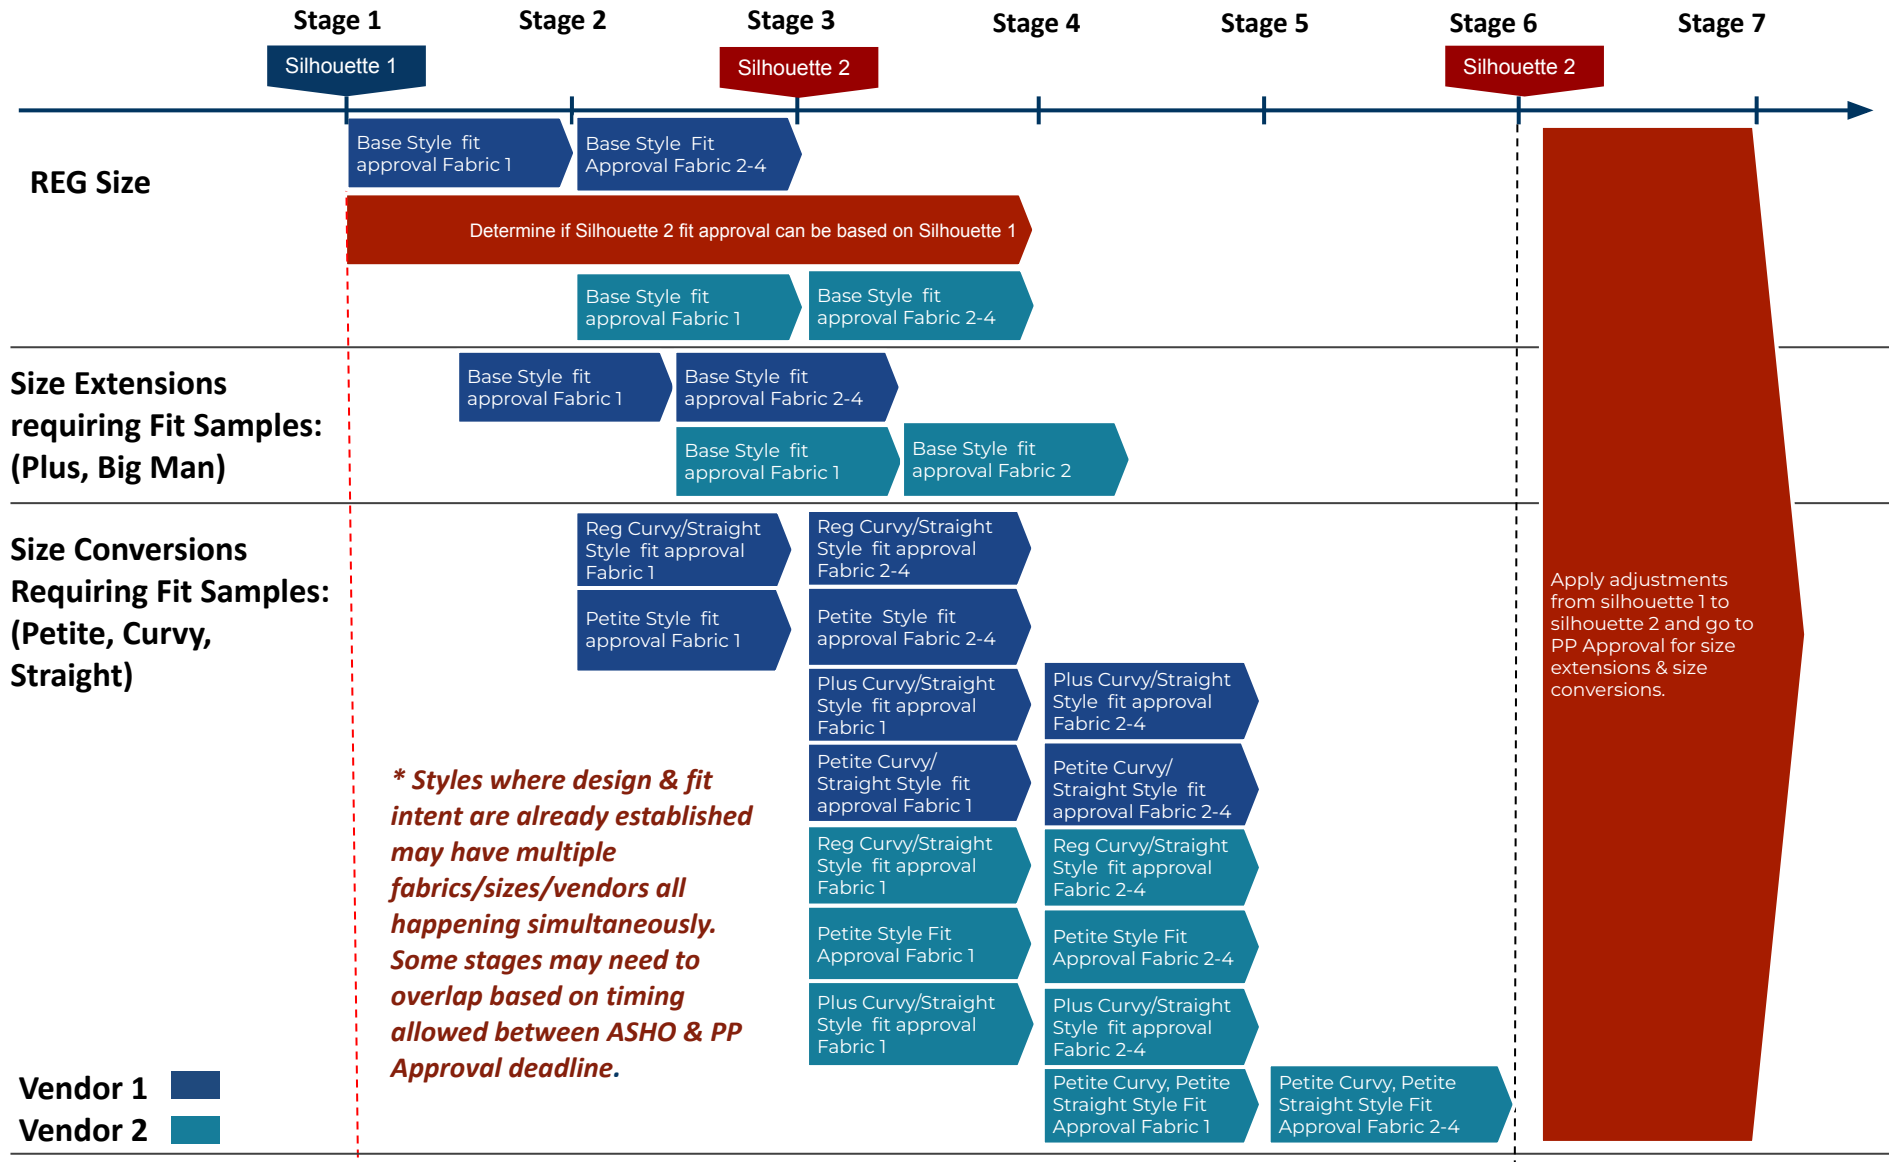 Stage 1
Stage 2
Stage 3
Stage 4
Stage 5
Stage 6
Stage 7
Silhouette 1
Silhouette 2
Silhouette 2
REG Size
Base Style fit
approval Fabric 1
Base Style Fit
Approval Fabric 2-4
Determine if Silhouette 2 fit approval can be based on Silhouette 1
Base Style fit
approval Fabric 1
Base Style fit
approval Fabric 2-4
Size Extensions
requiring Fit Samples:
(Plus, Big Man)
Base Style fit
approval Fabric 1
Base Style fit
approval Fabric 2-4
Base Style fit
approval Fabric 1
Base Style fit
approval Fabric 2
Size Conversions
Requiring Fit Samples:
(Petite, Curvy,
Straight)
Reg Curvy/Straight
Style fit approval
Fabric 1
Reg Curvy/Straight
Style fit approval
Fabric 2-4
Petite Style fit
approval Fabric 1
Petite Style fit
approval Fabric 2-4
Plus Curvy/Straight
Style fit approval
Fabric 1
Plus Curvy/Straight
Style fit approval
Fabric 2-4
Petite Curvy/
Straight Style fit
approval Fabric 1
Petite Curvy/
Straight Style fit
approval Fabric 2-4
Reg Curvy/Straight
Style fit approval
Fabric 1
Reg Curvy/Straight
Style fit approval
Fabric 2-4
Petite Style Fit
Approval Fabric 1
Petite Style Fit
Approval Fabric 2-4
Plus Curvy/Straight
Style fit approval
Fabric 1
Plus Curvy/Straight
Style fit approval
Fabric 2-4
Petite Curvy, Petite
Straight Style Fit
Approval Fabric 1
Petite Curvy, Petite
Straight Style Fit
Approval Fabric 2-4
Apply adjustments
from silhouette 1 to
silhouette 2 and go to
PP Approval for size
extensions & size
conversions.
* Styles where design & fit
intent are already established
may have multiple
fabrics/sizes/vendors all
happening simultaneously.
Some stages may need to
overlap based on timing
allowed between ASHO & PP
Approval deadline.
Vendor 1
Vendor 2